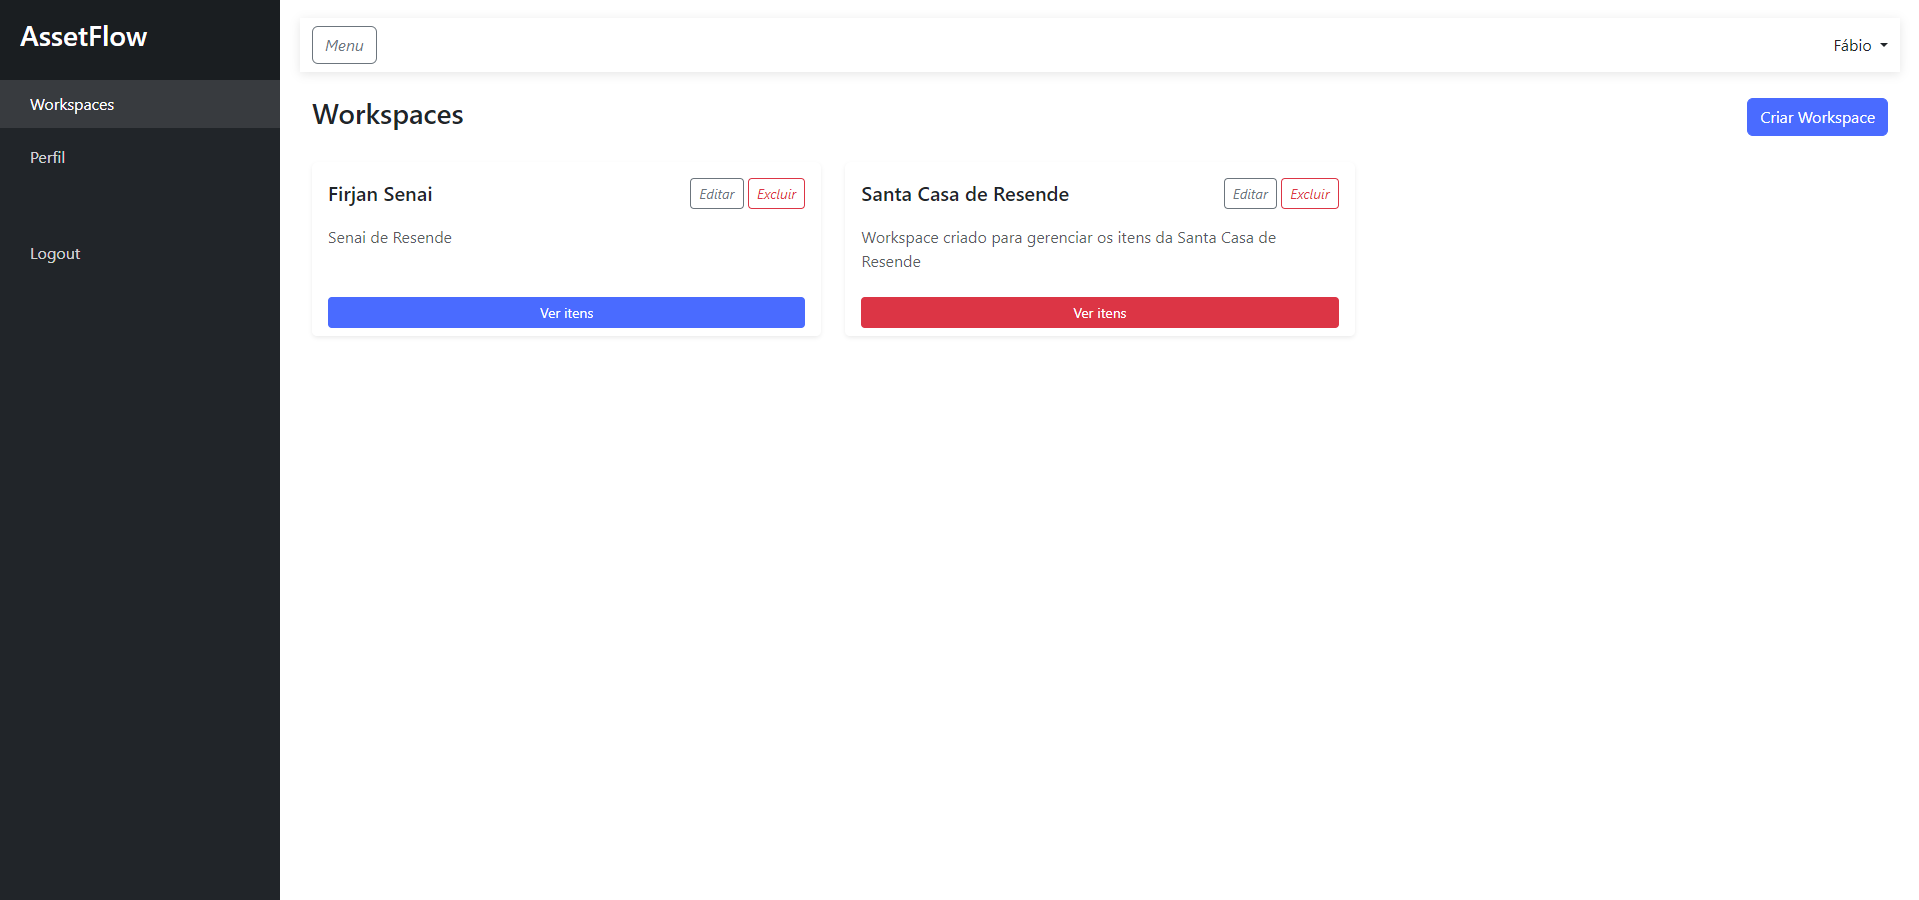 AssetFlow
Menu
Fábio
Workspaces
Perfil
Logout
Workspaces
Criar Workspace
Firjan Senai
Editar
Excluir
Senai de Resende
Ver itens
Santa Casa de Resende
Editar
Excluir
Workspace criado para gerenciar os itens da Santa Casa de
Resende
Ver itens